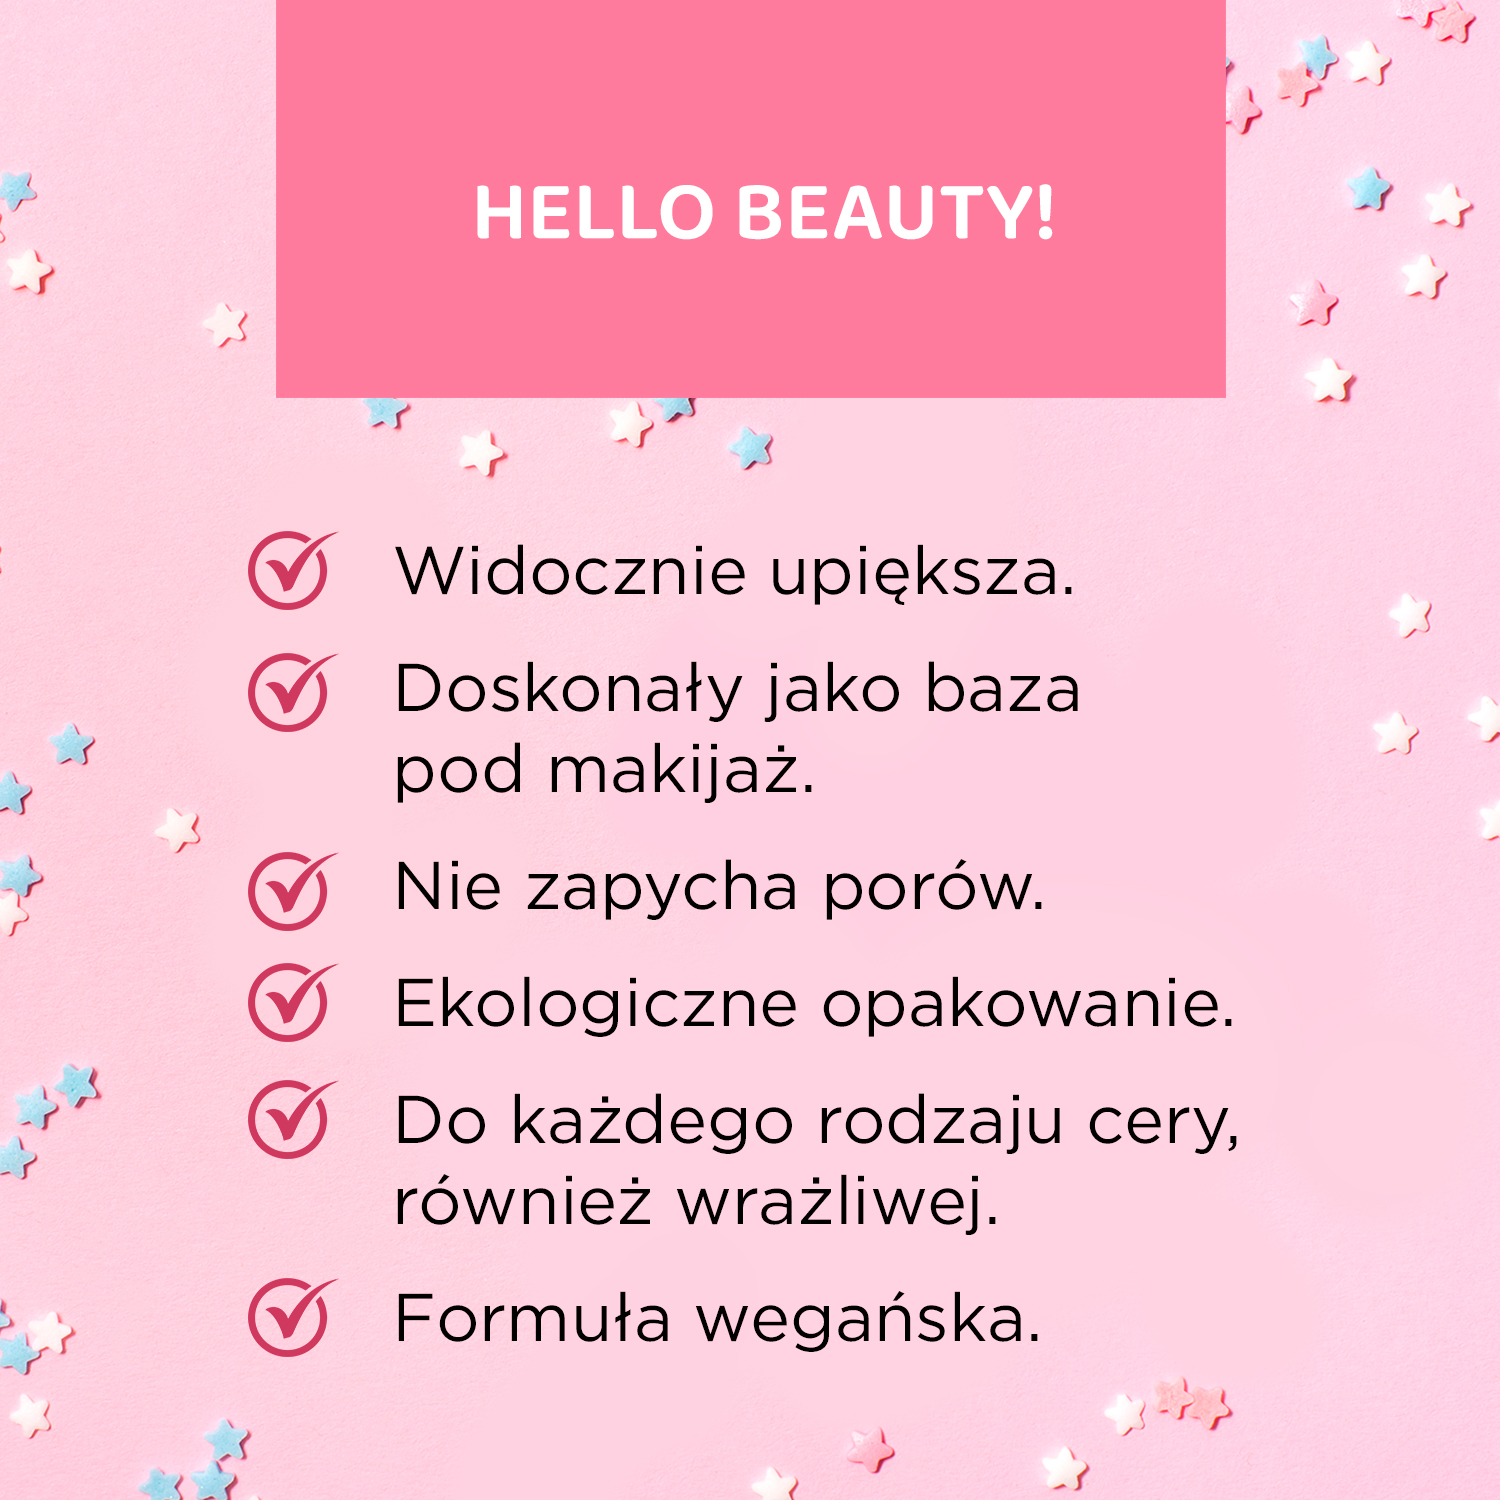 HELLO BEAUTY!
Widocznie upiększa.
Doskonały jako baza
pod makijaż.
Nie zapycha porów.
Ekologiczne opakowanie.
Do każdego rodzaju cery,
również wrażliwej.
Formuła wegańska.